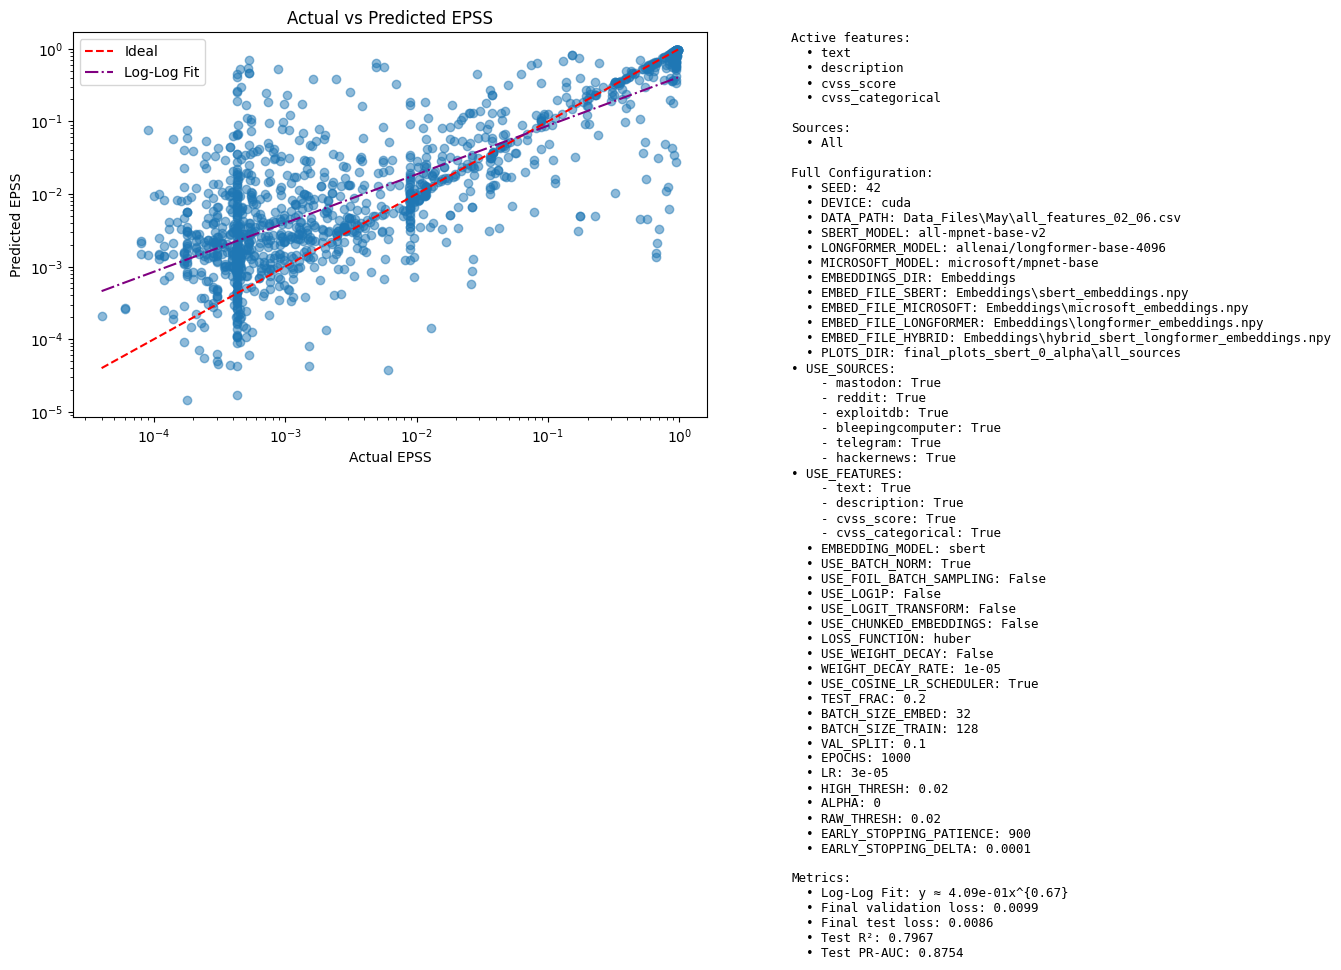 Actual vs Predicted EPSS
Ideal
Log-Log Fit
10^0
10^-1
10^-2
10^-3
10^-4
10^-5
Predicted EPSS
10^-4
10^-3
10^-2
10^-1
10^0
Actual EPSS
Active features:
• text
• description
• cvss_score
• cvss_categorical
Sources:
• All
Full Configuration:
• SEED: 42
• DEVICE: cuda
• DATA_PATH: Data_Files\May\all_features_02_06.csv
• SBERT_MODEL: all-mpnet-base-v2
• LONGFORMER_MODEL: allenai/longformer-base-4096
• MICROSOFT_MODEL: microsoft/mpnet-base
• EMBEDDINGS_DIR: Embeddings
• EMBED_FILE_SBERT: Embeddings\sbert_embeddings.npy
• EMBED_FILE_MICROSOFT: Embeddings\microsoft_embeddings.npy
• EMBED_FILE_LONGFORMER: Embeddings\longformer_embeddings.npy
• EMBED_FILE_HYBRID: Embeddings\hybrid_sbert_longformer_embeddings.npy
• PLOTS_DIR: final_plots_sbert_0_alpha\all_sources
• USE_SOURCES:
- mastodon: True
- reddit: True
- exploitdb: True
- bleepingcomputer: True
- telegram: True
- hackernews: True
• USE_FEATURES:
- text: True
- description: True
- cvss_score: True
- cvss_categorical: True
• EMBEDDING_MODEL: sbert
• USE_BATCH_NORM: True
• USE_FOIL_BATCH_SAMPLING: False
• USE_LOG1P: False
• USE_LOGIT_TRANSFORM: False
• USE_CHUNKED_EMBEDDINGS: False
• LOSS_FUNCTION: huber
• USE_WEIGHT_DECAY: False
• WEIGHT_DECAY_RATE: 1e-05
• USE_COSINE_LR_SCHEDULER: True
• TEST_FRAC: 0.2
• BATCH_SIZE_EMBED: 32
• BATCH_SIZE_TRAIN: 128
• VAL_SPLIT: 0.1
• EPOCHS: 1000
• LR: 3e-05
• HIGH_THRESH: 0.02
• ALPHA: 0
• RAW_THRESH: 0.02
• EARLY_STOPPING_PATIENCE: 900
• EARLY_STOPPING_DELTA: 0.0001
Metrics:
• Log-Log Fit: y ≈ 4.09e-01x^{0.67}
• Final validation loss: 0.0099
• Final test loss: 0.0086
• Test R²: 0.7967
• Test PR-AUC: 0.8754